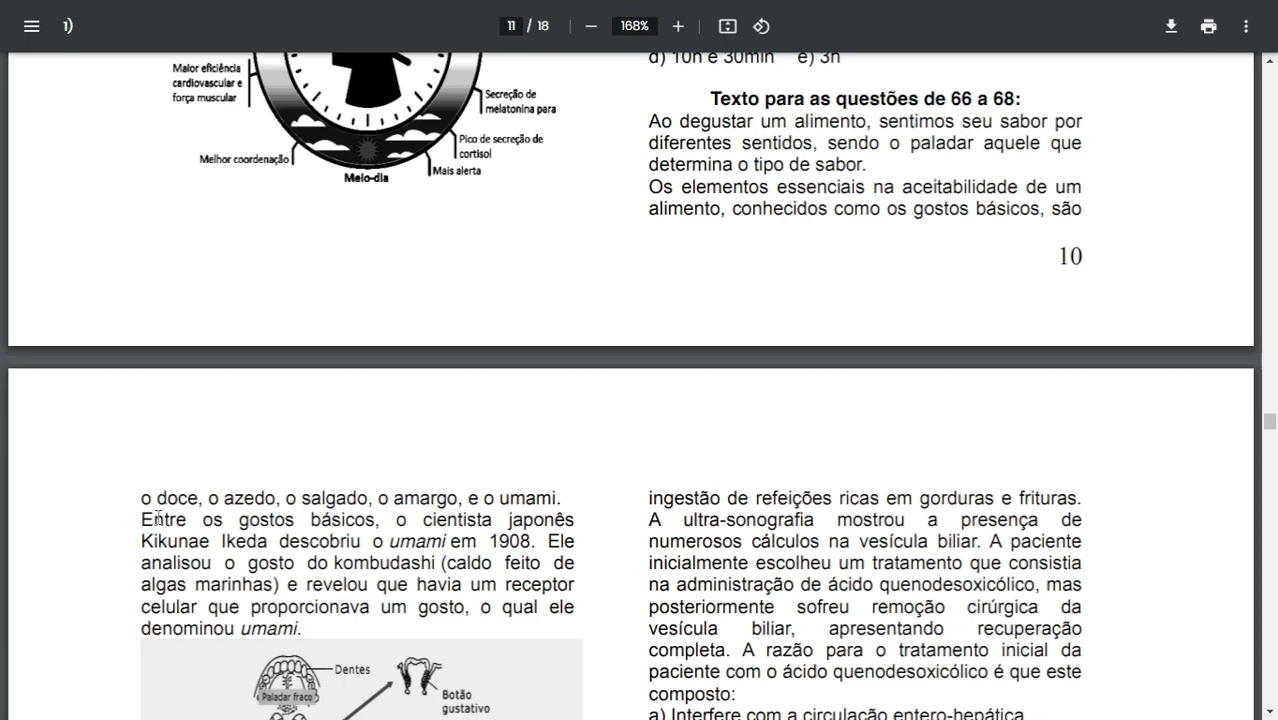 1)
11 / 18
168%
Maior eficiência
cardiovascular e
força muscular
Melhor coordenação
Meio-dia
Secreção de
melatonina para
Pico de secreção de
cortisol
Mais alerta
d) 10h e 30min e) 3h
Texto para as questões de 66 a 68:
Ao degustar um alimento, sentimos seu sabor por
diferentes sentidos, sendo o paladar aquele que
determina o tipo de sabor.
Os elementos essenciais na aceitabilidade de um
alimento, conhecidos como os gostos básicos, são
10
o doce, o azedo, o salgado, o amargo, e o umami.
Entre os gostos básicos, o cientista japonês
Kikunae Ikeda descobriu o umami em 1908. Ele
analisou o gosto do kombudashi (caldo feito de
algas marinhas) e revelou que havia um receptor
celular que proporcionava um gosto, o qual ele
denominou umami.
Dentes
Paladar fraco
Botão
gustativo
ingestão de refeições ricas em gorduras e frituras.
A ultra-sonografia mostrou a presença de
numerosos cálculos na vesícula biliar. A paciente
inicialmente escolheu um tratamento que consistia
na administração de ácido quenodesoxicólico, mas
posteriormente sofreu remoção cirúrgica da
vesícula biliar, apresentando recuperação
completa. A razão para o tratamento inicial da
paciente com o ácido quenodesoxicólico é que este
composto:
a) Interfere com a circulação entero-hepática